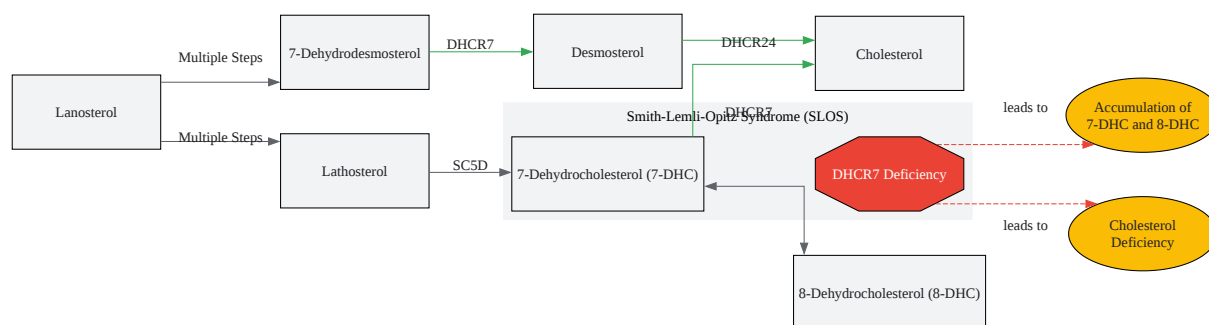 Lanosterol
Multiple Steps
Multiple Steps
7-Dehydrodesmosterol
DHCR7
Desmosterol
DHCR24
Cholesterol
Lathosterol
SC5D
Smith-Lemli-Opitz Syndrome (SLOS)
DHCR7
7-Dehydrocholesterol (7-DHC)
DHCR7 Deficiency
8-Dehydrocholesterol (8-DHC)
leads to
Accumulation of
7-DHC and 8-DHC
leads to
Cholesterol
Deficiency